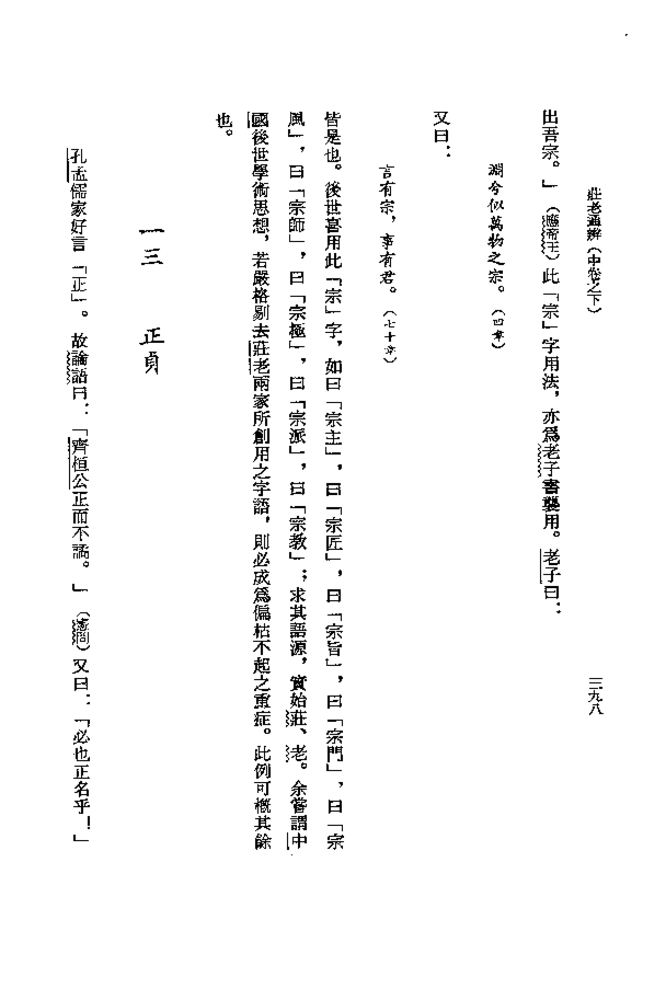 莊老通辨（中卷之下）
三九八
出吾宗。」（應帝王）此「宗」字用法，亦為老子書襲用。老子曰：
淵兮似萬物之宗。（四章）
又曰：
言有宗，事有君。（七十章）
皆是也。後世喜用此「宗」字，如曰「宗主」，曰「宗匠」，曰「宗旨」，曰「宗門」，曰「宗
風」，曰「宗師」，曰「宗極」，曰「宗派」，曰「宗教」；求其語源，實始莊、老。余嘗謂中
國後世學術思想，若嚴格剔去莊老兩家所創用之字語，則必成為偏枯不起之重症。此例可概其餘
也。
一三　正貞
孔孟儒家好言「正」。故論語曰：「齊桓公正而不譎。」（憲問）又曰：「必也正名乎！」